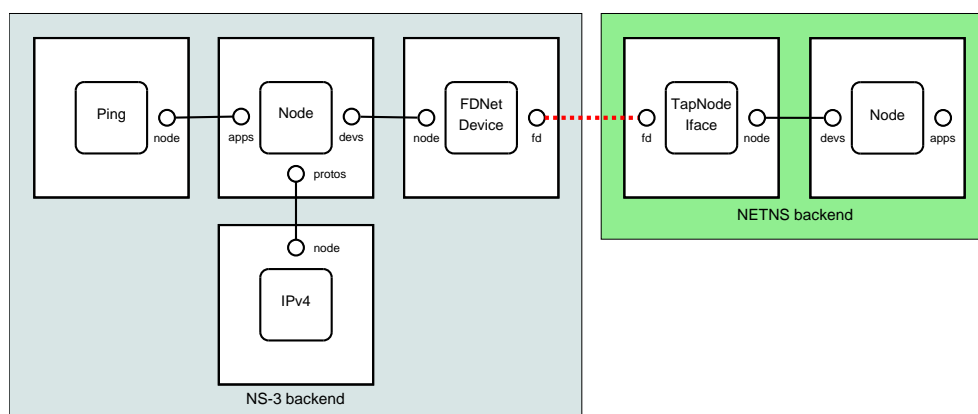 Ping
node
apps
Node
devs
protos
node
FDNet
Device
fd
fd
TapNode
Iface
node
devs
Node
apps
NETNS backend
node
IPv4
NS-3 backend